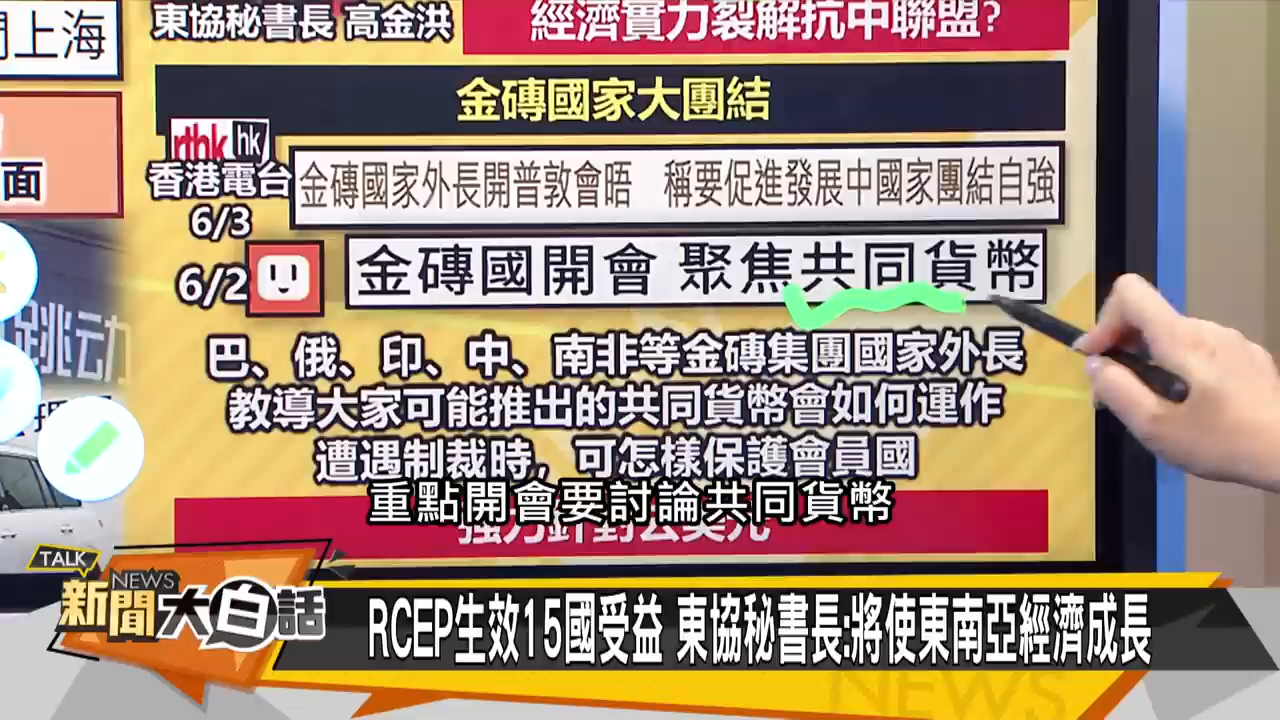 上海
東協秘書長 高金洪
經濟實力裂解抗中聯盟?
面
金磚國家大團結
rthk hk
香港電台
6/3
金磚國家外長開普敦會晤 稱要促進發展中國家團結自強
6/2
金磚國開會 聚焦共同貨幣
巴、俄、印、中、南非等金磚集團國家外長
教導大家可能推出的共同貨幣會如何運作
遭遇制裁時，可怎樣保護會員國
重點開會要討論共同貨幣
TALK
NEWS
新聞大白話
RCEP生效15國受益 東協秘書長:將使東南亞經濟成長
NEWS